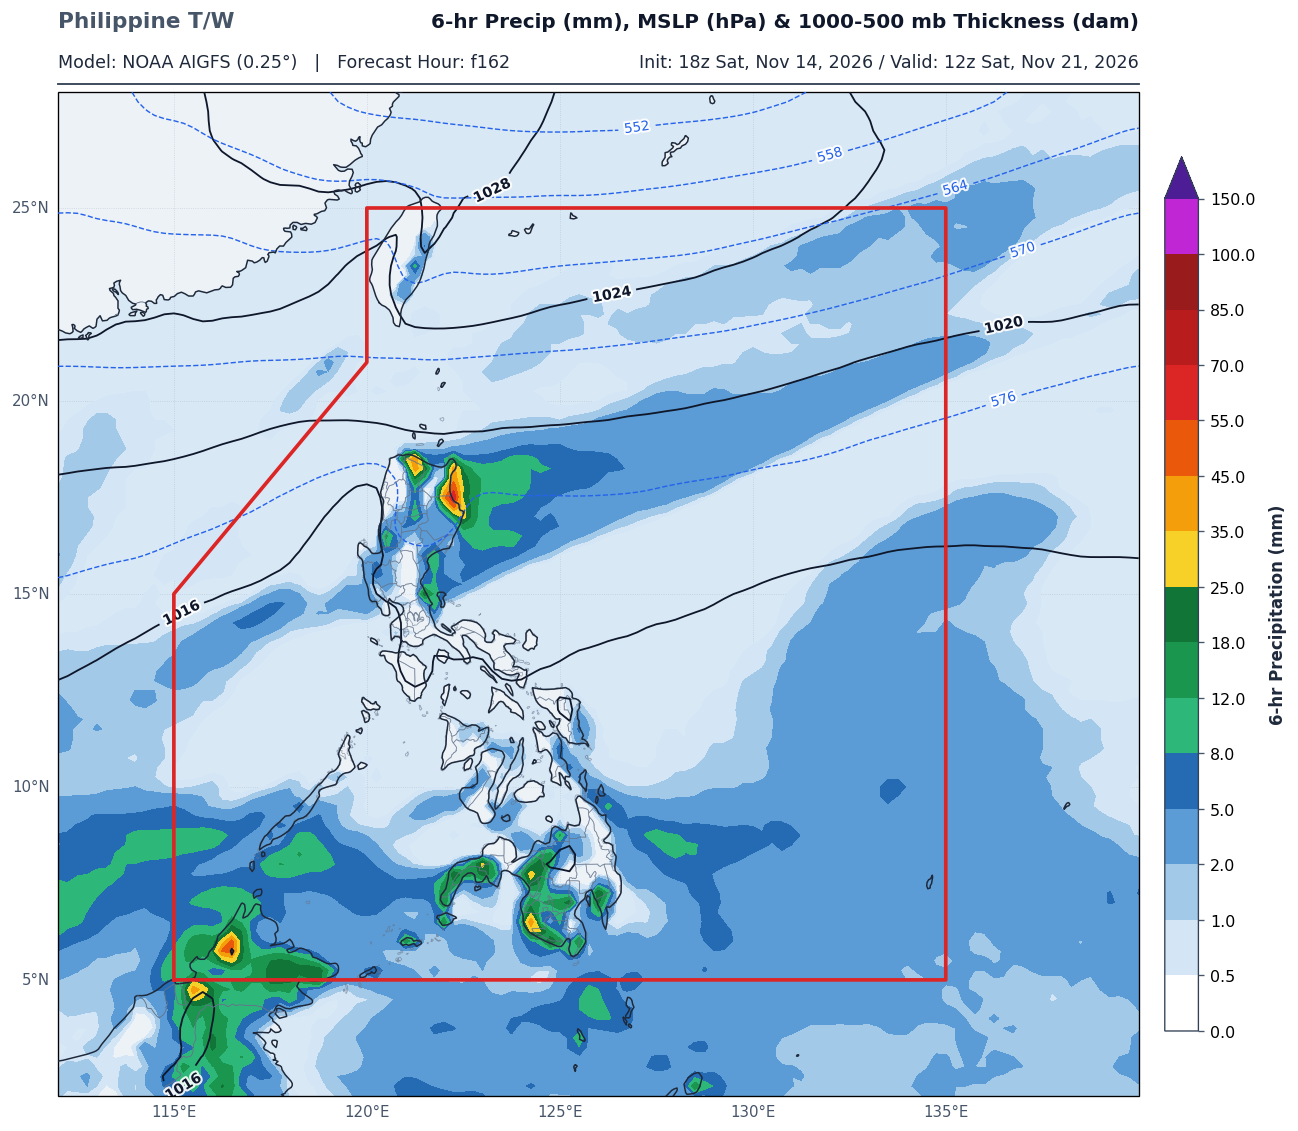 Philippine T/W
6-hr Precip (mm), MSLP (hPa) & 1000-500 mb Thickness (dam)
Model: NOAA AIGFS (0.25°) | Forecast Hour: f162
Init: 18z Sat, Nov 14, 2026 / Valid: 12z Sat, Nov 21, 2026
552
558
564
570
576
1028
1024
1020
1016
1016
25°N
20°N
15°N
10°N
5°N
115°E
120°E
125°E
130°E
135°E
150.0
100.0
85.0
70.0
55.0
45.0
35.0
25.0
18.0
12.0
8.0
5.0
2.0
1.0
0.5
0.0
6-hr Precipitation (mm)